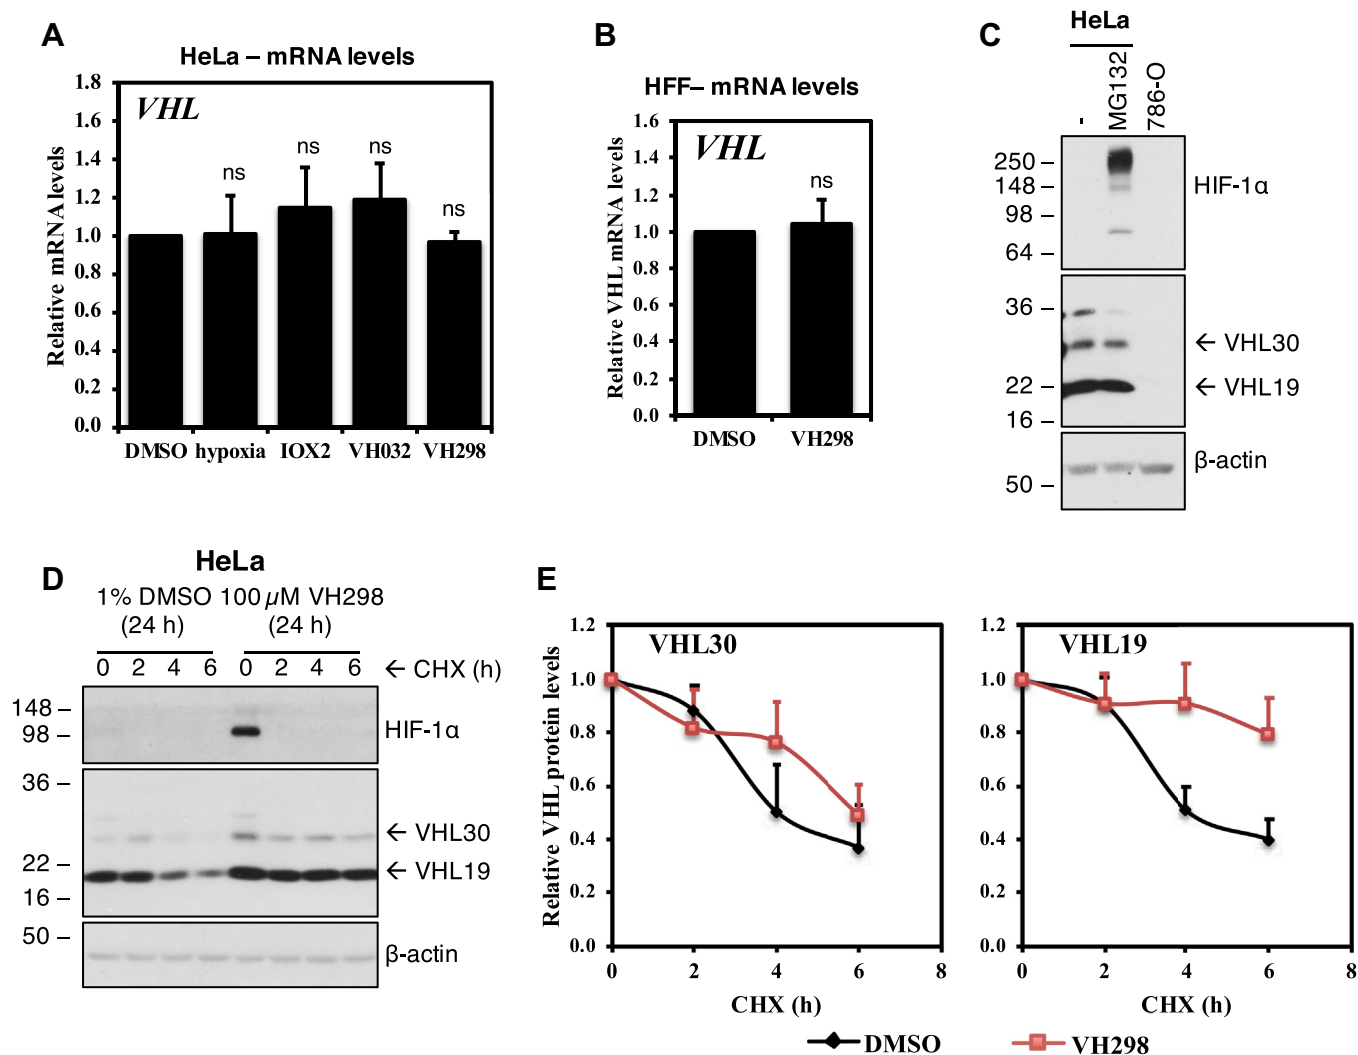 A
HeLa – mRNA levels
VHL
Relative mRNA levels
1.8
1.6
1.4
1.2
1.0
0.8
0.6
0.4
0.2
0.0
ns
ns
ns
ns
DMSO hypoxia IOX2 VH032 VH298
B
HFF– mRNA levels
VHL
Relative VHL mRNA levels
1.6
1.4
1.2
1.0
0.8
0.6
0.4
0.2
0.0
ns
DMSO VH298
C
HeLa
- MG132 786-O
250 –
148 –
98 –
64 –
HIF-1α
36 –
22 –
16 –
← VHL30
← VHL19
50 –
β-actin
D
HeLa
1% DMSO 100 µM VH298
(24 h) (24 h)
0 2 4 6 0 2 4 6 ← CHX (h)
148 –
98 –
HIF-1α
36 –
22 –
16 –
← VHL30
← VHL19
50 –
β-actin
E
VHL30
Relative VHL protein levels
1.2
1.0
0.8
0.6
0.4
0.2
0.0
0 2 4 6 8
CHX (h)
VHL19
1.2
1.0
0.8
0.6
0.4
0.2
0.0
0 2 4 6 8
CHX (h)
DMSO VH298